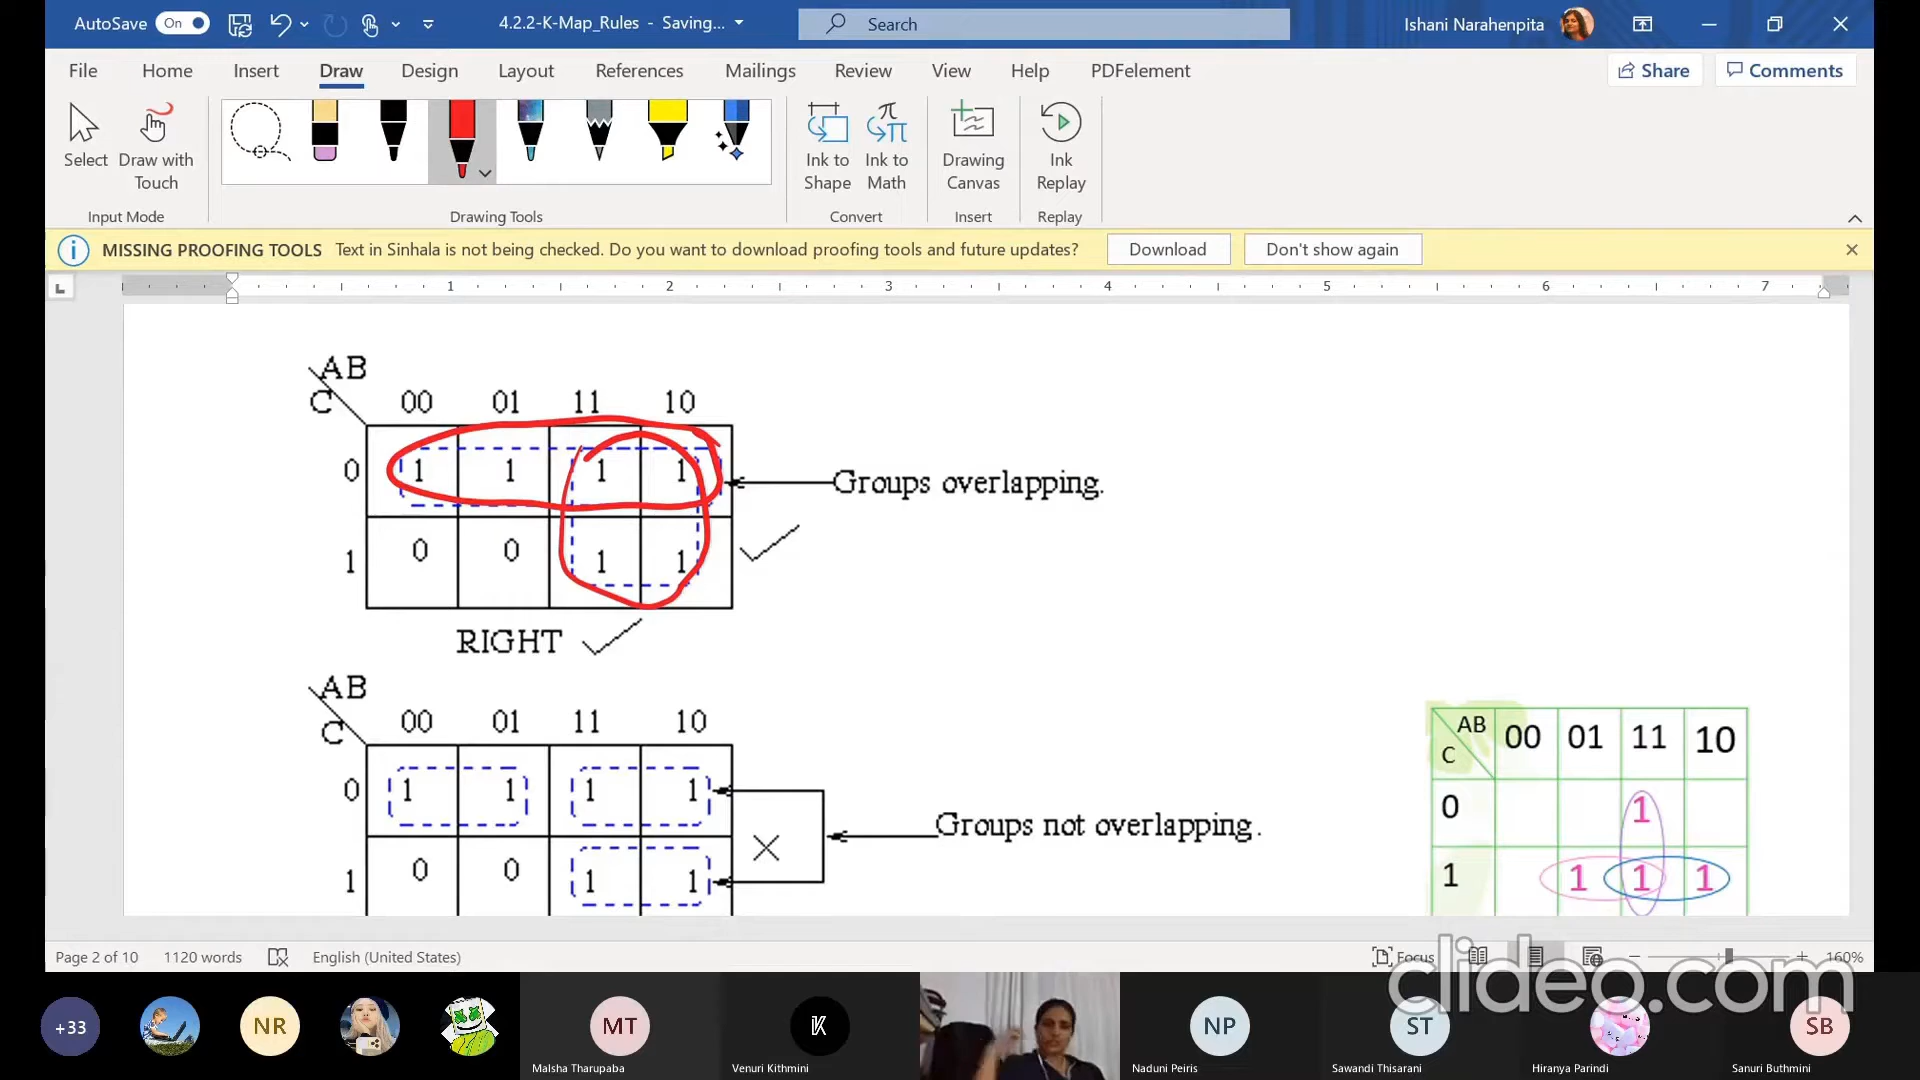 AutoSave On 4.2.2-K-Map_Rules - Saving... Search Ishani Narahenpita
File Home Insert Draw Design Layout References Mailings Review View Help PDFelement Share Comments
Select
Draw with Touch
Ink to Shape
Ink to Math
Drawing Canvas
Ink Replay
Input Mode Drawing Tools Convert Insert Replay
MISSING PROOFING TOOLS Text in Sinhala is not being checked. Do you want to download proofing tools and future updates? Download Don't show again
1 2 3 4 5 6 7
AB
C 00 01 11 10
0 1 1 1 1
Groups overlapping.
1 0 0 1 1
RIGHT
AB
C 00 01 11 10
0 1 1 1 1
Groups not overlapping.
1 0 0 1 1
AB
C 00 01 11 10
0 1
1 1 1 1
Page 2 of 10 1120 words English (United States) Focus 160%
clideo.com
+33 NR MT K NP ST SB
Malsha Tharupaba Venuri Kithmini Naduni Peiris Sawandi Thisarani Hiranya Parindi Sanuri Buthmini